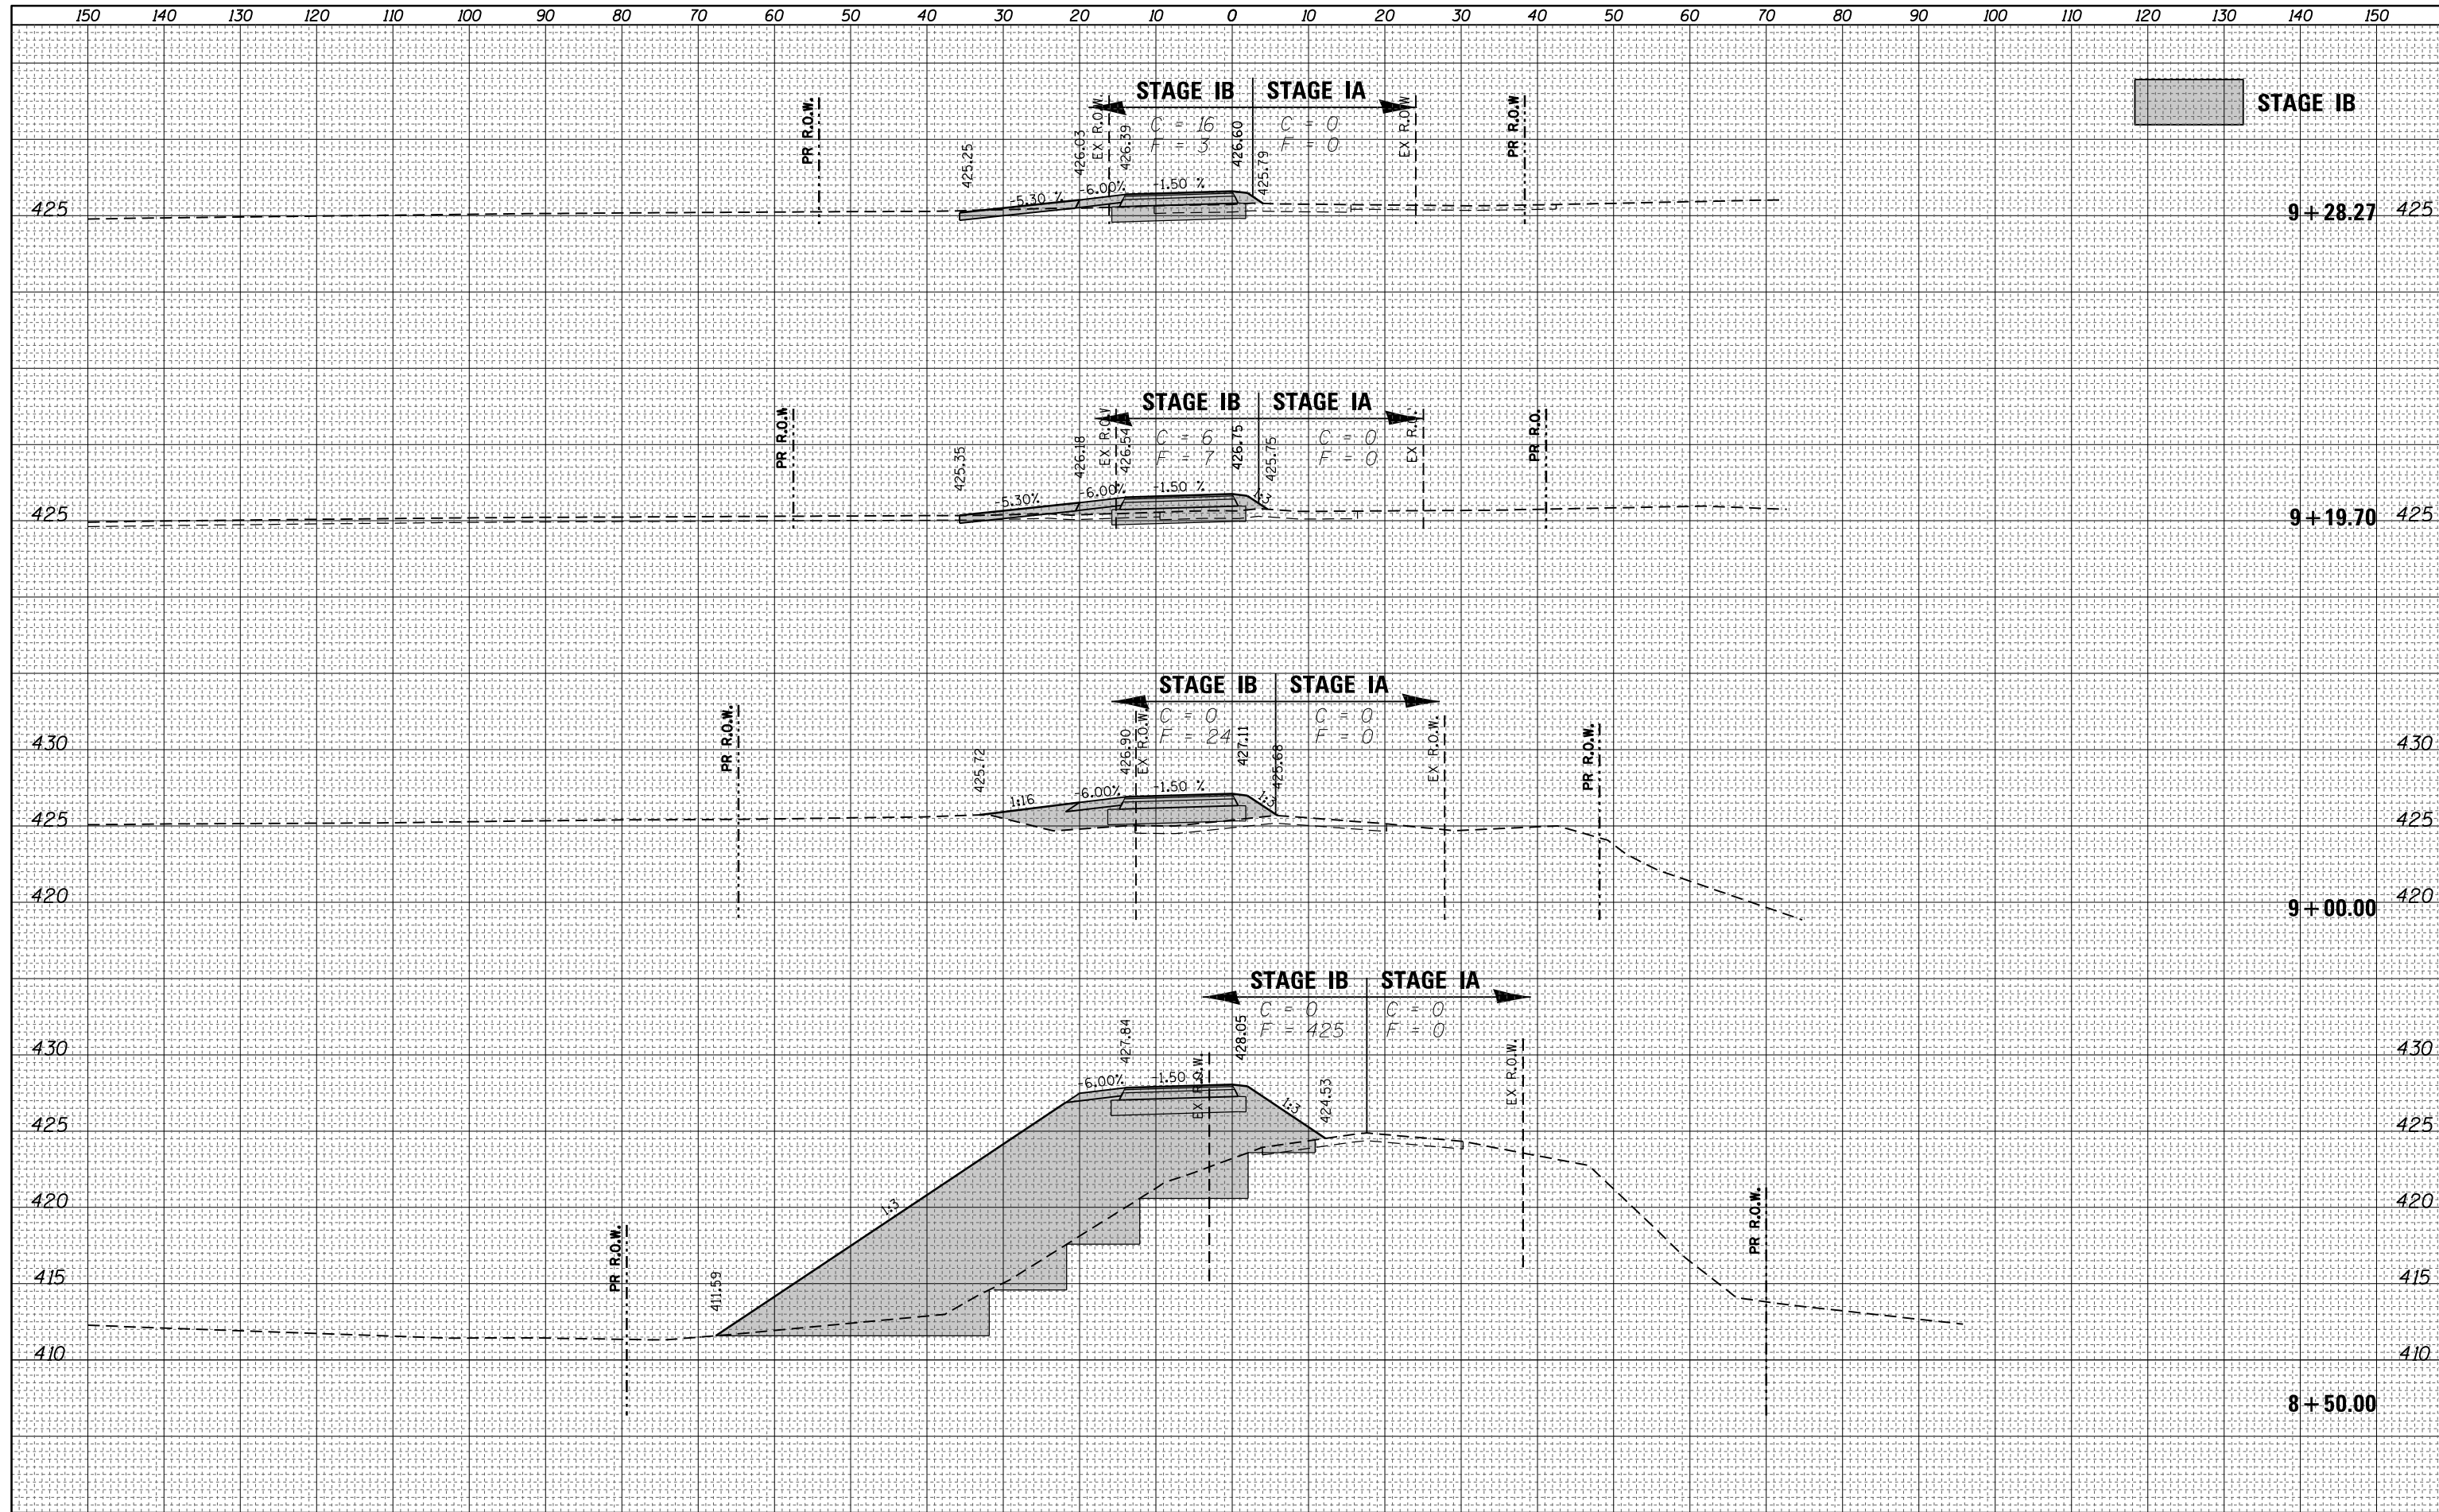 150 140 130 120 110 100 90 80 70 60 50 40 30 20 10 0 10 20 30 40 50 60 70 80 90 100 110 120 130 140 150
STAGE IB
STAGE IB STAGE IA
C = 16 C = 0
F = 3 F = 0
PR R.O.W.
425.25
426.03
EX R.O.W.
426.39
426.60
425.79
EX R.O.W
PR R.O.W
-5.30 % -6.00% -1.50 %
425 9+28.27 425
STAGE IB STAGE IA
C = 6 C = 0
F = 7 F = 0
PR R.O.W
425.35
426.18
EX R.O.W
426.54
426.75
425.75
EX R.O.
PR R.O.
-5.30% -6.00% -1.50 % 1:3
425 9+19.70 425
STAGE IB STAGE IA
C = 0 C = 0
F = 24 F = 0
PR R.O.W.
425.72
426.90
EX R.O.W.
427.11
425.68
EX R.O.W.
PR R.O.W.
430 430
1:16 -6.00% -1.50 % 1:3
425 425
420 9+00.00 420
STAGE IB STAGE IA
C = 0 C = 0
F = 425 F = 0
427.84
EX R.O.W.
428.05
424.53
EX R.O.W.
430 430
-6.00% -1.50 1:3
425 425
420 420
1:3
PR R.O.W.
411.59
PR R.O.W.
415 415
410 410
8+50.00